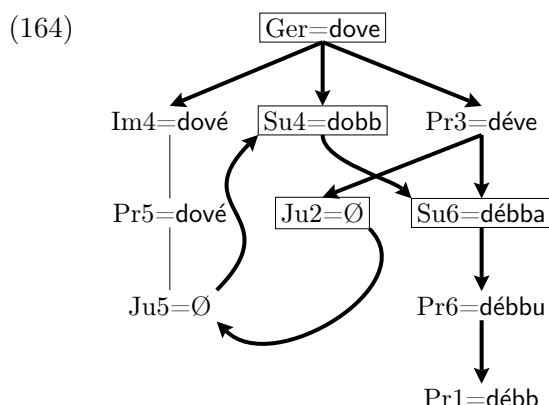 (164)
Ger=dove
Im4=dové Su4=dobb Pr3=déve
Pr5=dové Ju2=Ø Su6=débba
Ju5=Ø Pr6=débbu
Pr1=débb